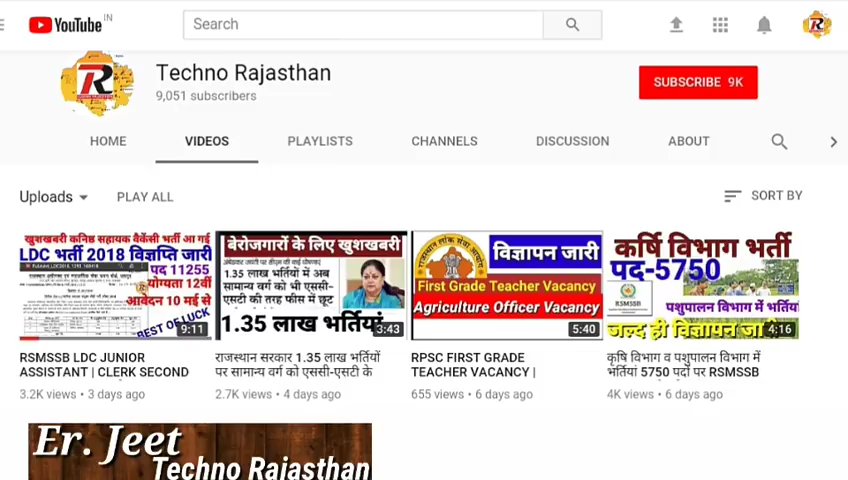 YouTube IN
Search
Techno Rajasthan
9,051 subscribers
SUBSCRIBE 9K
HOME
VIDEOS
PLAYLISTS
CHANNELS
DISCUSSION
ABOUT
Uploads
PLAY ALL
SORT BY
खुशखबरी कनिष्ठ सहायक वैकेंसी भर्ती आ गई
LDC भर्ती 2018 विज्ञप्ति जारी
पद 11255
योग्यता 12वीं
आवेदन 10 मई से
BEST OF LUCK
9:11
बेरोजगारों के लिए खुशखबरी
1.35 लाख भर्तियों में अब
सामान्य वर्ग को भी एससी-
एसटी की तरह फीस में छूट
1.35 लाख भर्तियां
3:43
विज्ञापन जारी
First Grade Teacher Vacancy
Agriculture Officer Vacancy
5:40
कर्षि विभाग भर्ती
पद-5750
RSMSSB
पशुपालन विभाग में भर्तिया
जल्द ही विज्ञापन जा
4:16
RSMSSB LDC JUNIOR
ASSISTANT | CLERK SECOND
3.2K views • 3 days ago
राजस्थान सरकार 1.35 लाख भर्तियों
पर सामान्य वर्ग को एससी-एसटी के
2.7K views • 4 days ago
RPSC FIRST GRADE
TEACHER VACANCY |
655 views • 6 days ago
कृषि विभाग व पशुपालन विभाग में
भर्तियां 5750 पदों पर RSMSSB
4K views • 6 days ago
Er. Jeet
Techno Rajasthan